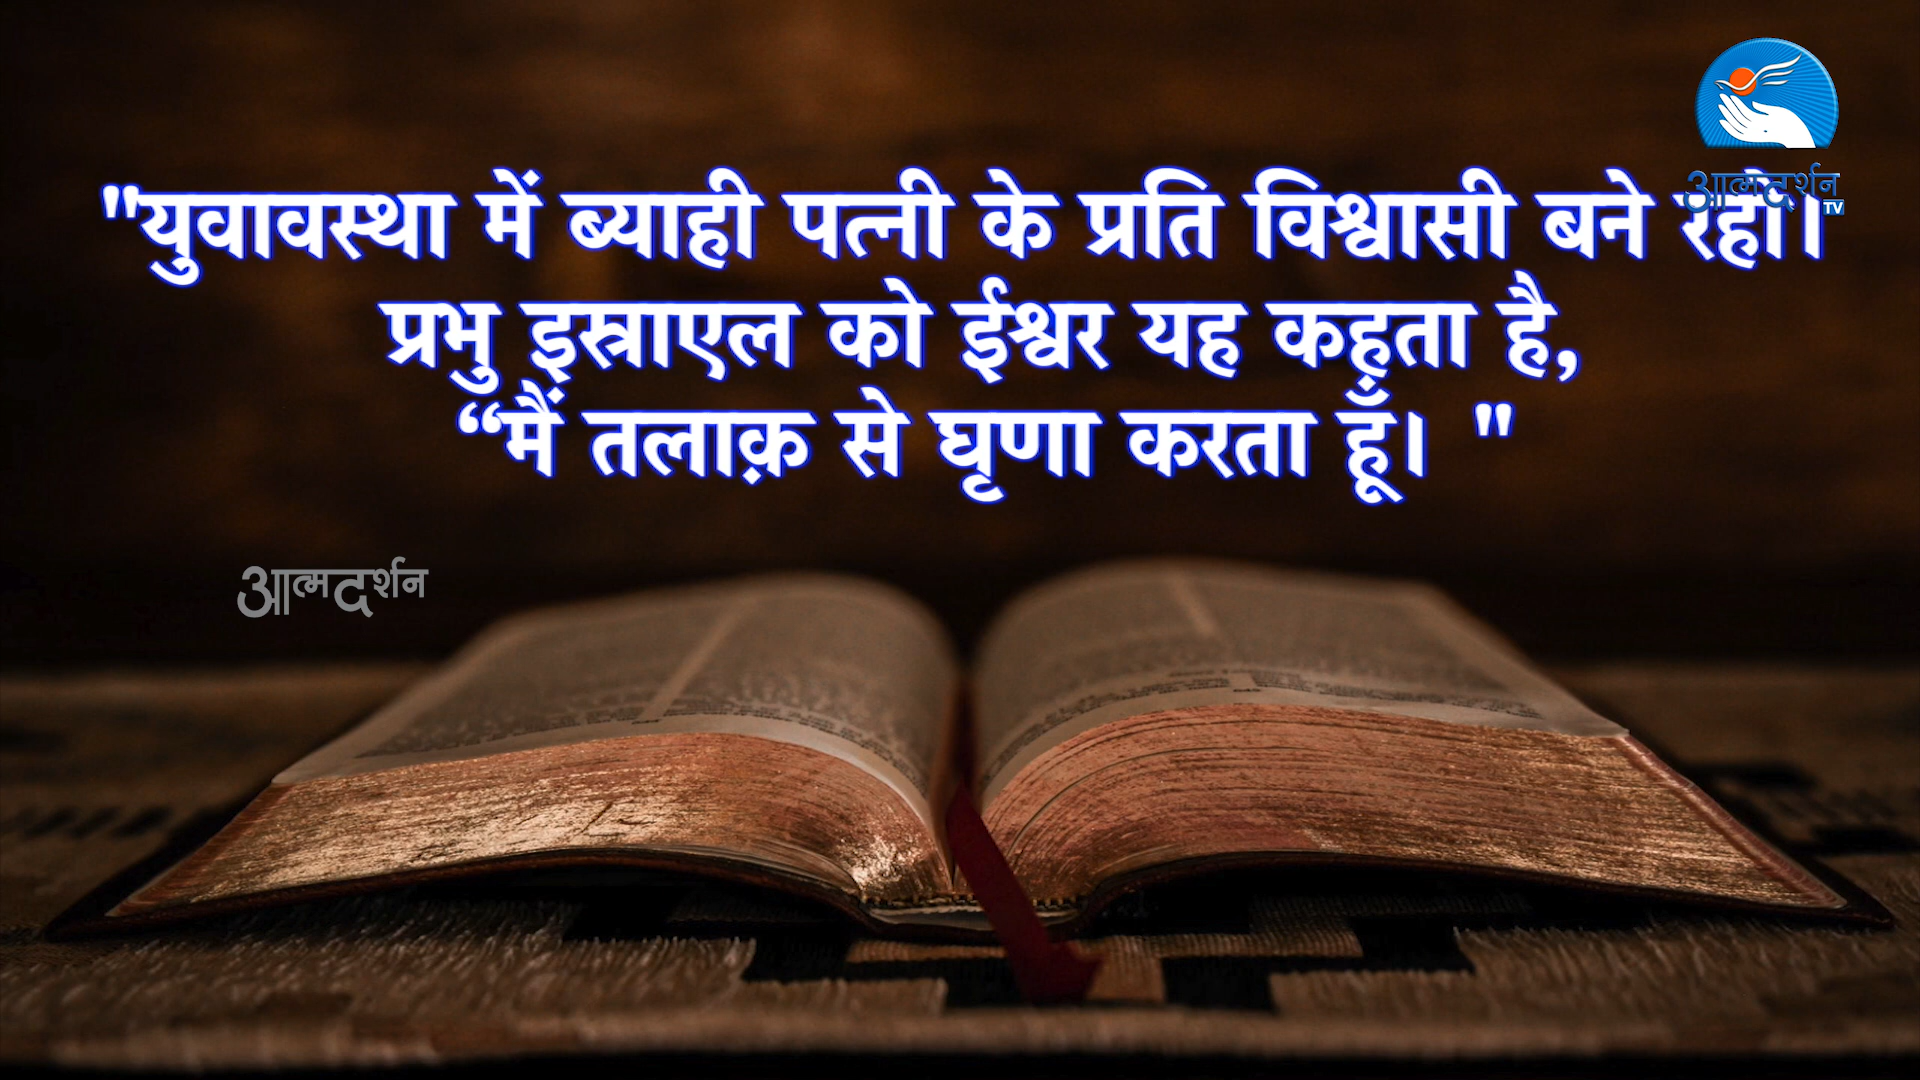 "युवावस्था में ब्याही पत्नी के प्रति विश्वासी बने रहो।
प्रभु इस्राएल को ईश्वर यह कहता है,
“मैं तलाक़ से घृणा करता हूँ। "
आत्मदर्शन
TV
आत्मदर्शन